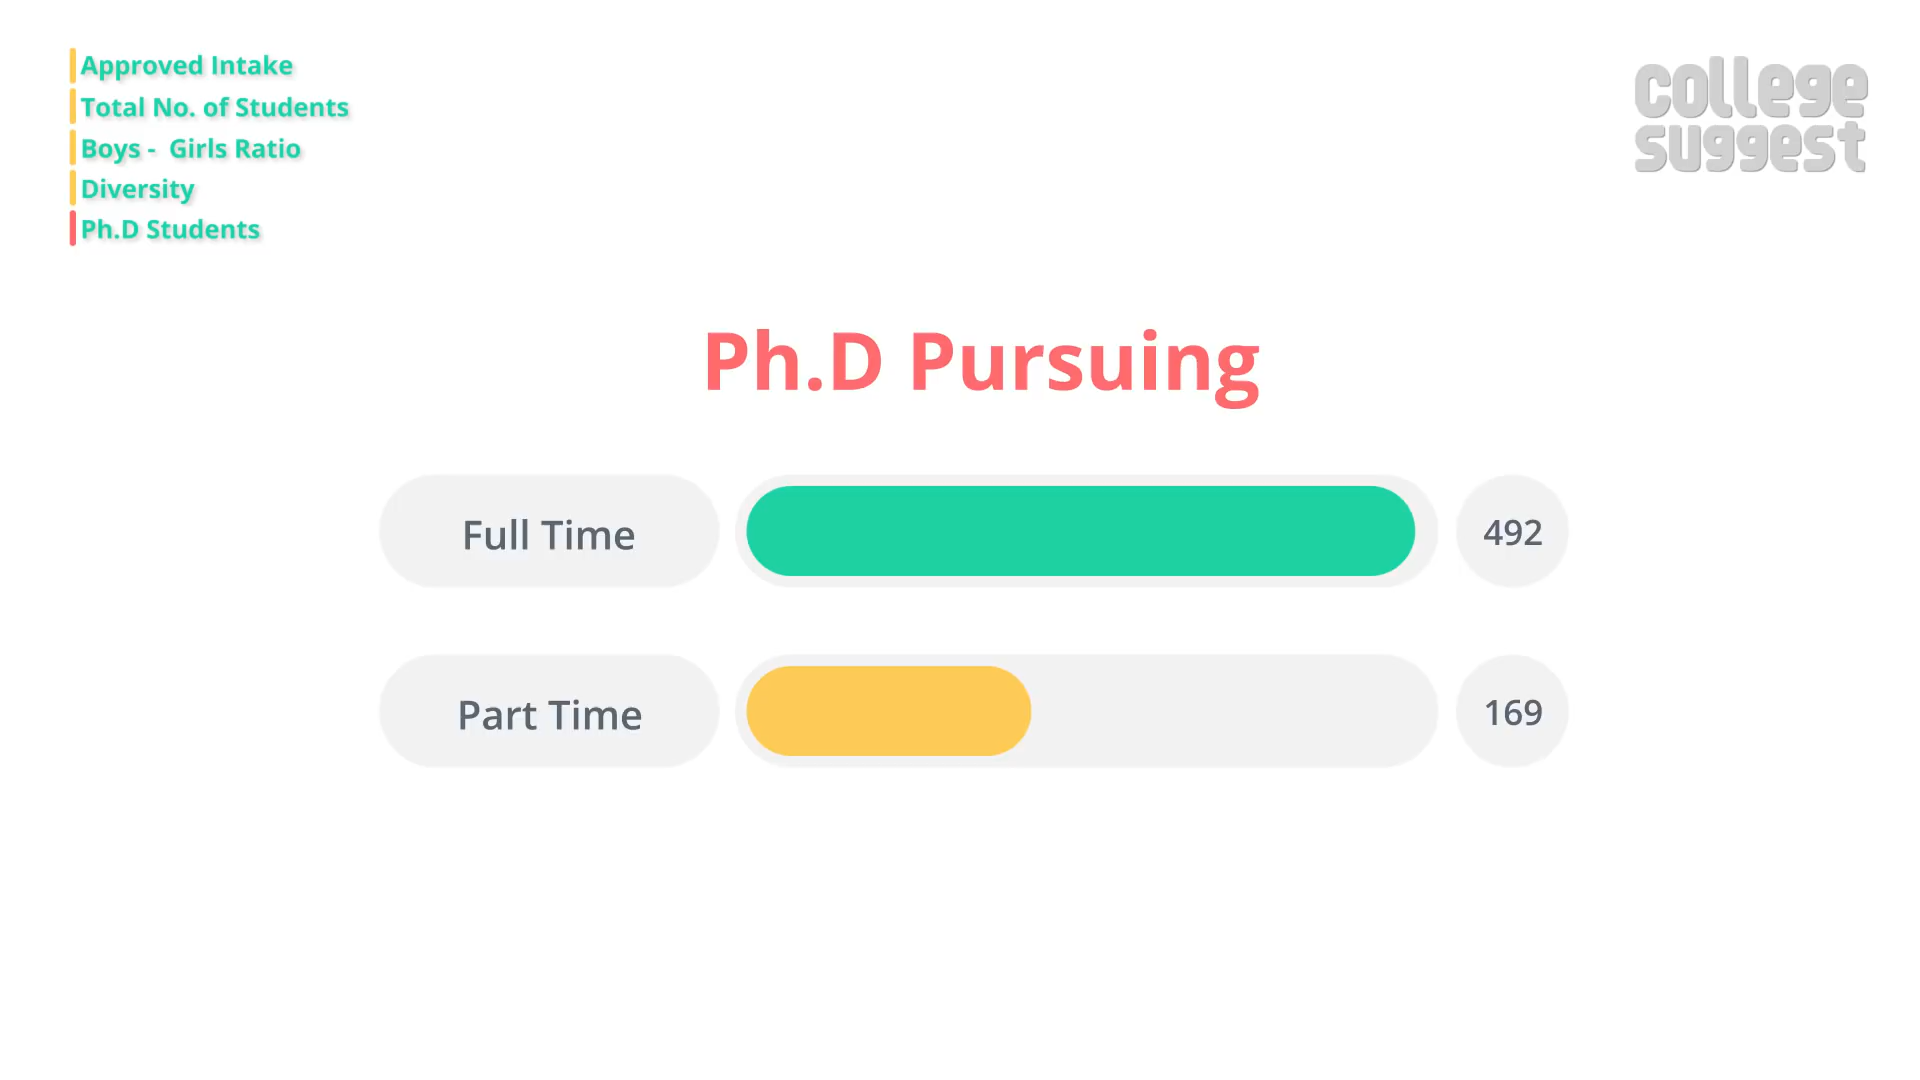 Approved Intake
Total No. of Students
Boys -  Girls Ratio
Diversity
Ph.D Students
college
suggest
Ph.D Pursuing
Full Time
492
Part Time
169